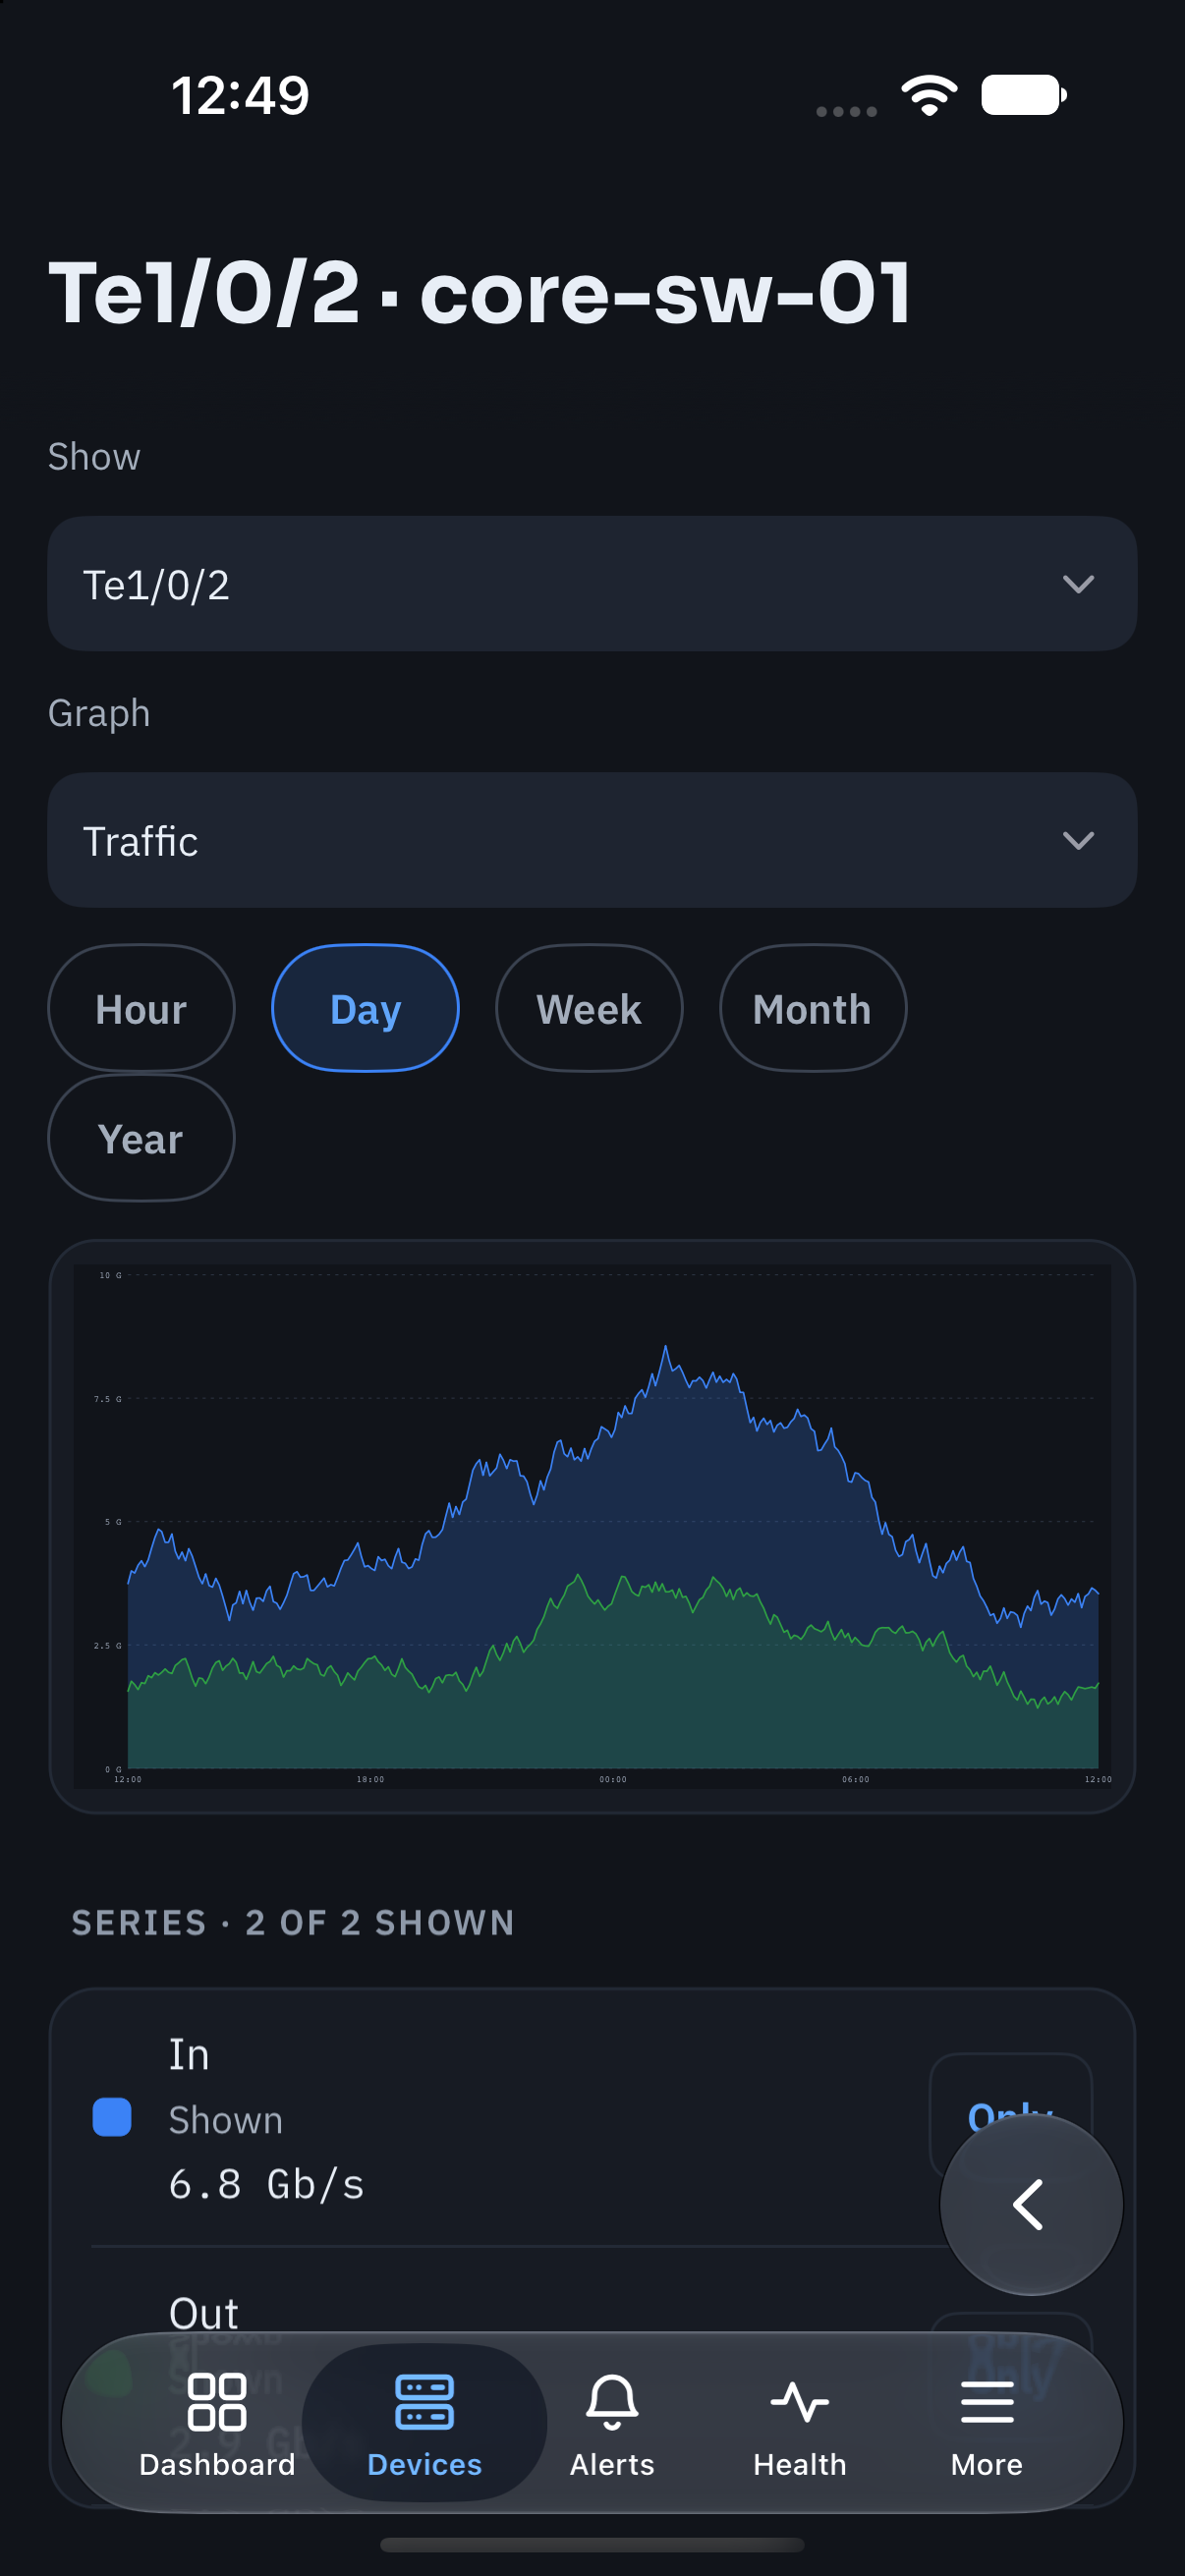 12:49
Te1/0/2 · core-sw-01
Show
Te1/0/2
Graph
Traffic
Hour
Day
Week
Month
Year
10 G
7.5 G
5 G
2.5 G
0 G
12:00
18:00
00:00
06:00
12:00
SERIES · 2 OF 2 SHOWN
In
Shown
6.8 Gb/s
Only
Out
Only
Dashboard
Devices
Alerts
Health
More